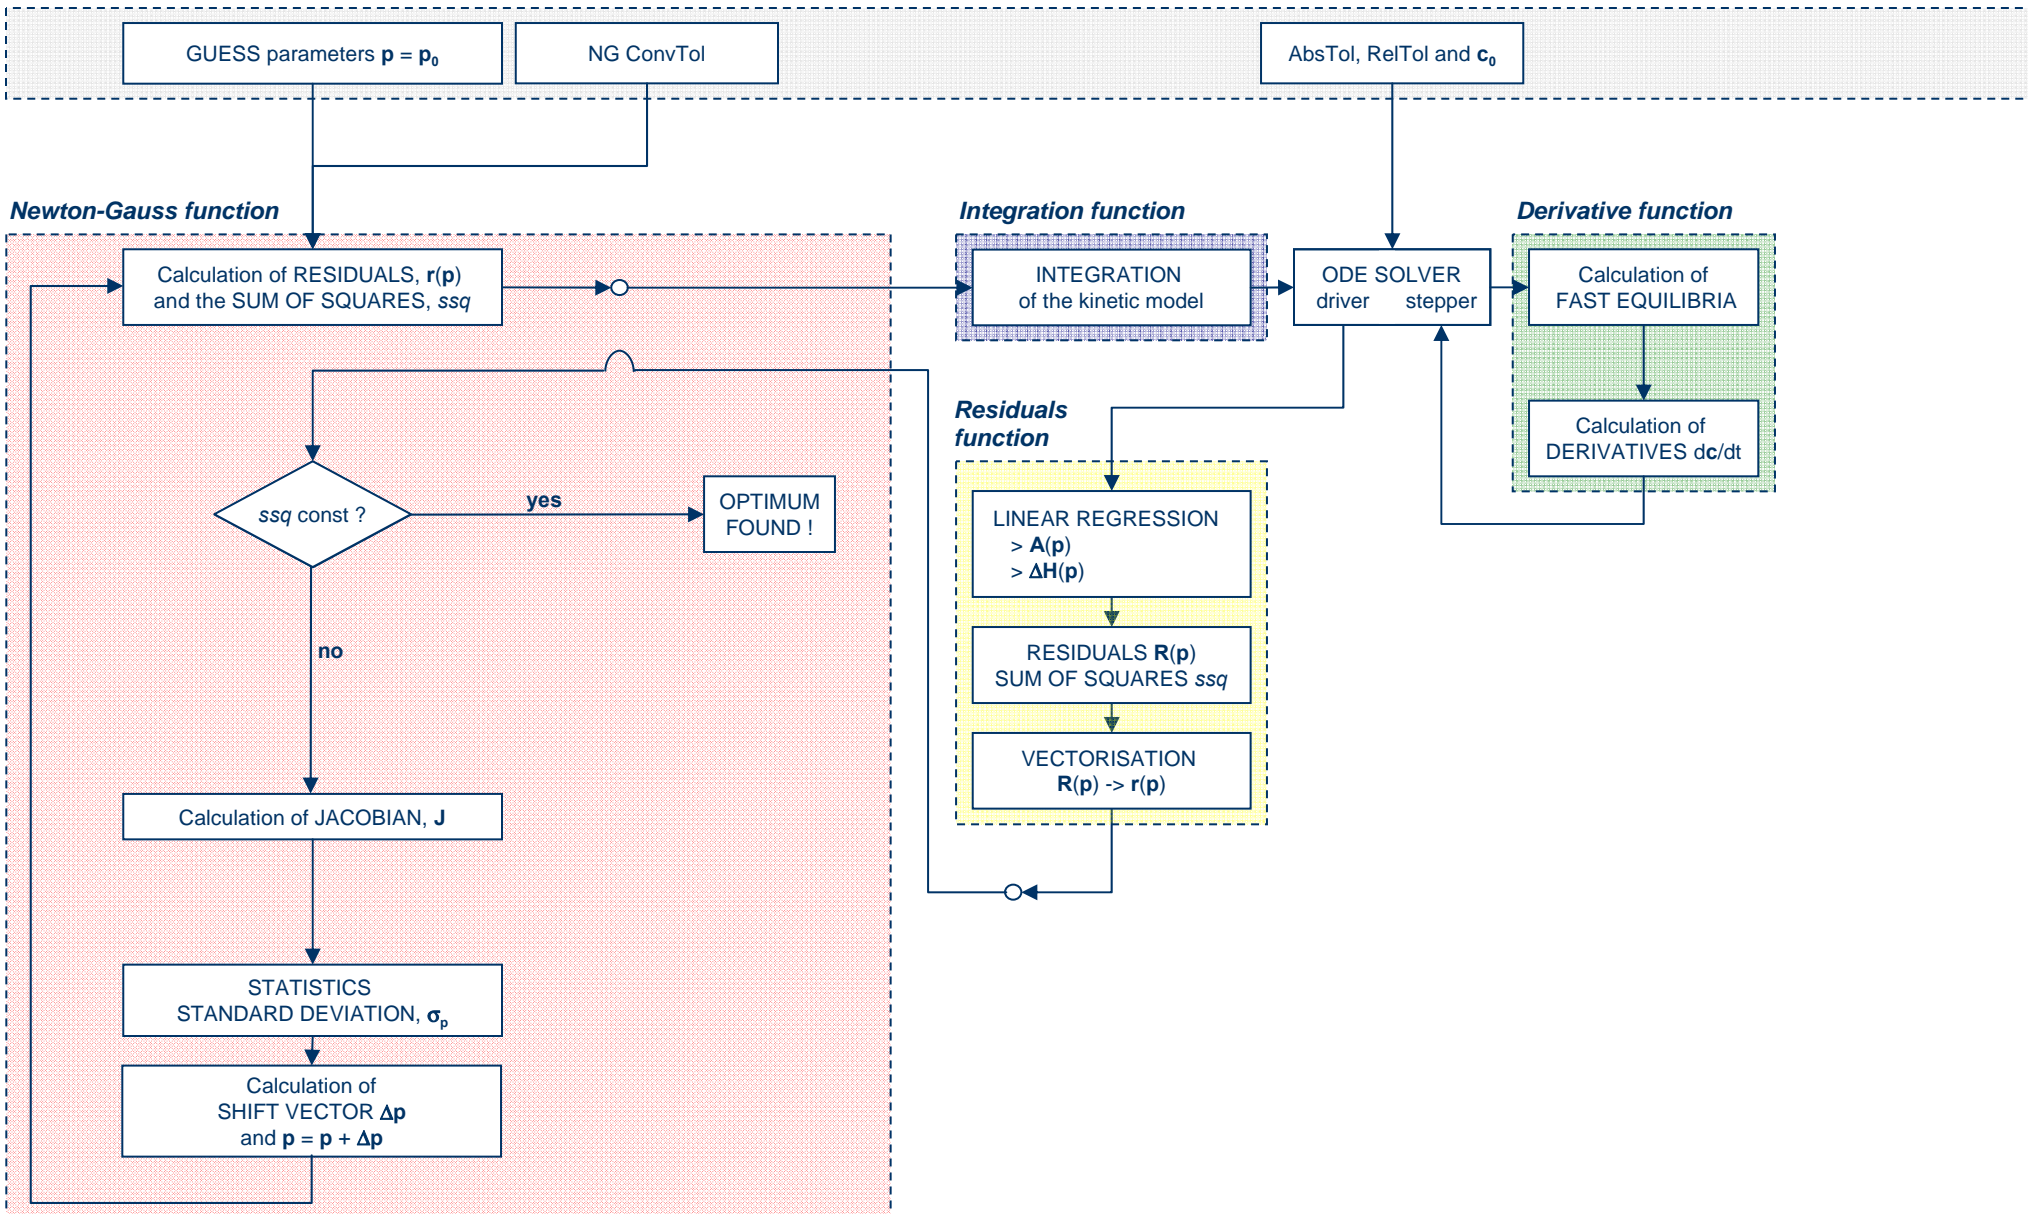 GUESS parameters p = p₀
NG ConvTol
AbsTol, RelTol and c₀
Newton-Gauss function
Calculation of RESIDUALS, r(p)
and the SUM OF SQUARES, ssq
ssq const ?
yes
OPTIMUM
FOUND !
no
Calculation of JACOBIAN, J
STATISTICS
STANDARD DEVIATION, σₚ
Calculation of
SHIFT VECTOR Δp
and p = p + Δp
Integration function
INTEGRATION
of the kinetic model
ODE SOLVER
driver stepper
Derivative function
Calculation of
FAST EQUILIBRIA
Calculation of
DERIVATIVES dc/dt
Residuals
function
LINEAR REGRESSION
> A(p)
> ΔH(p)
RESIDUALS R(p)
SUM OF SQUARES ssq
VECTORISATION
R(p) -> r(p)